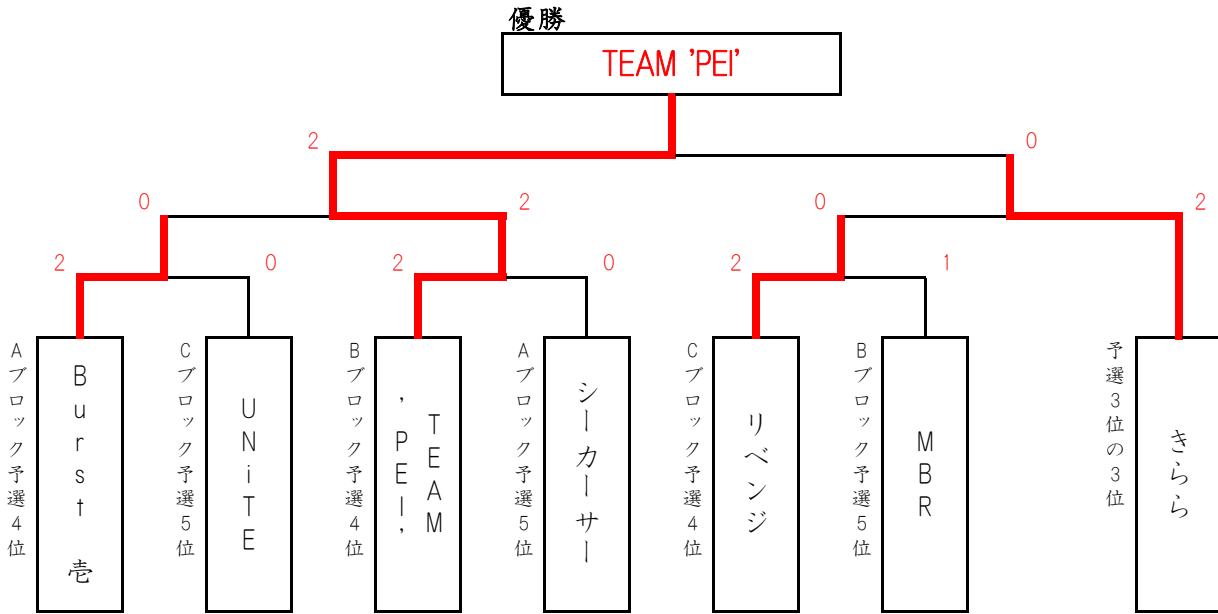 優勝
TEAM 'PEI'
2
0
0
2
0
2
2
0
2
0
2
1
Aブロック予選4位
Burst 壱
Cブロック予選5位
UNiTE
Bブロック予選4位
TEAM
'PEI'
Aブロック予選5位
シーカーサー
Cブロック予選4位
リベンジ
Bブロック予選5位
MBR
予選3位の3位
きらら